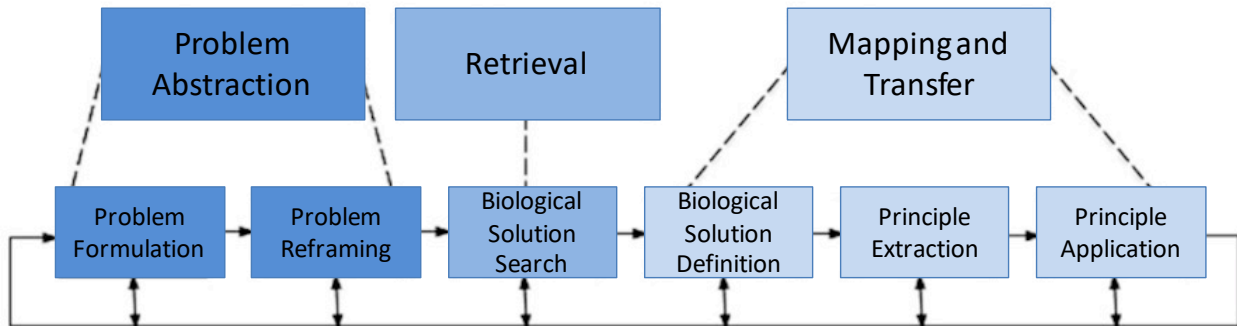 Problem
Abstraction
Retrieval
Mapping and
Transfer
Problem
Formulation
Problem
Reframing
Biological
Solution
Search
Biological
Solution
Definition
Principle
Extraction
Principle
Application